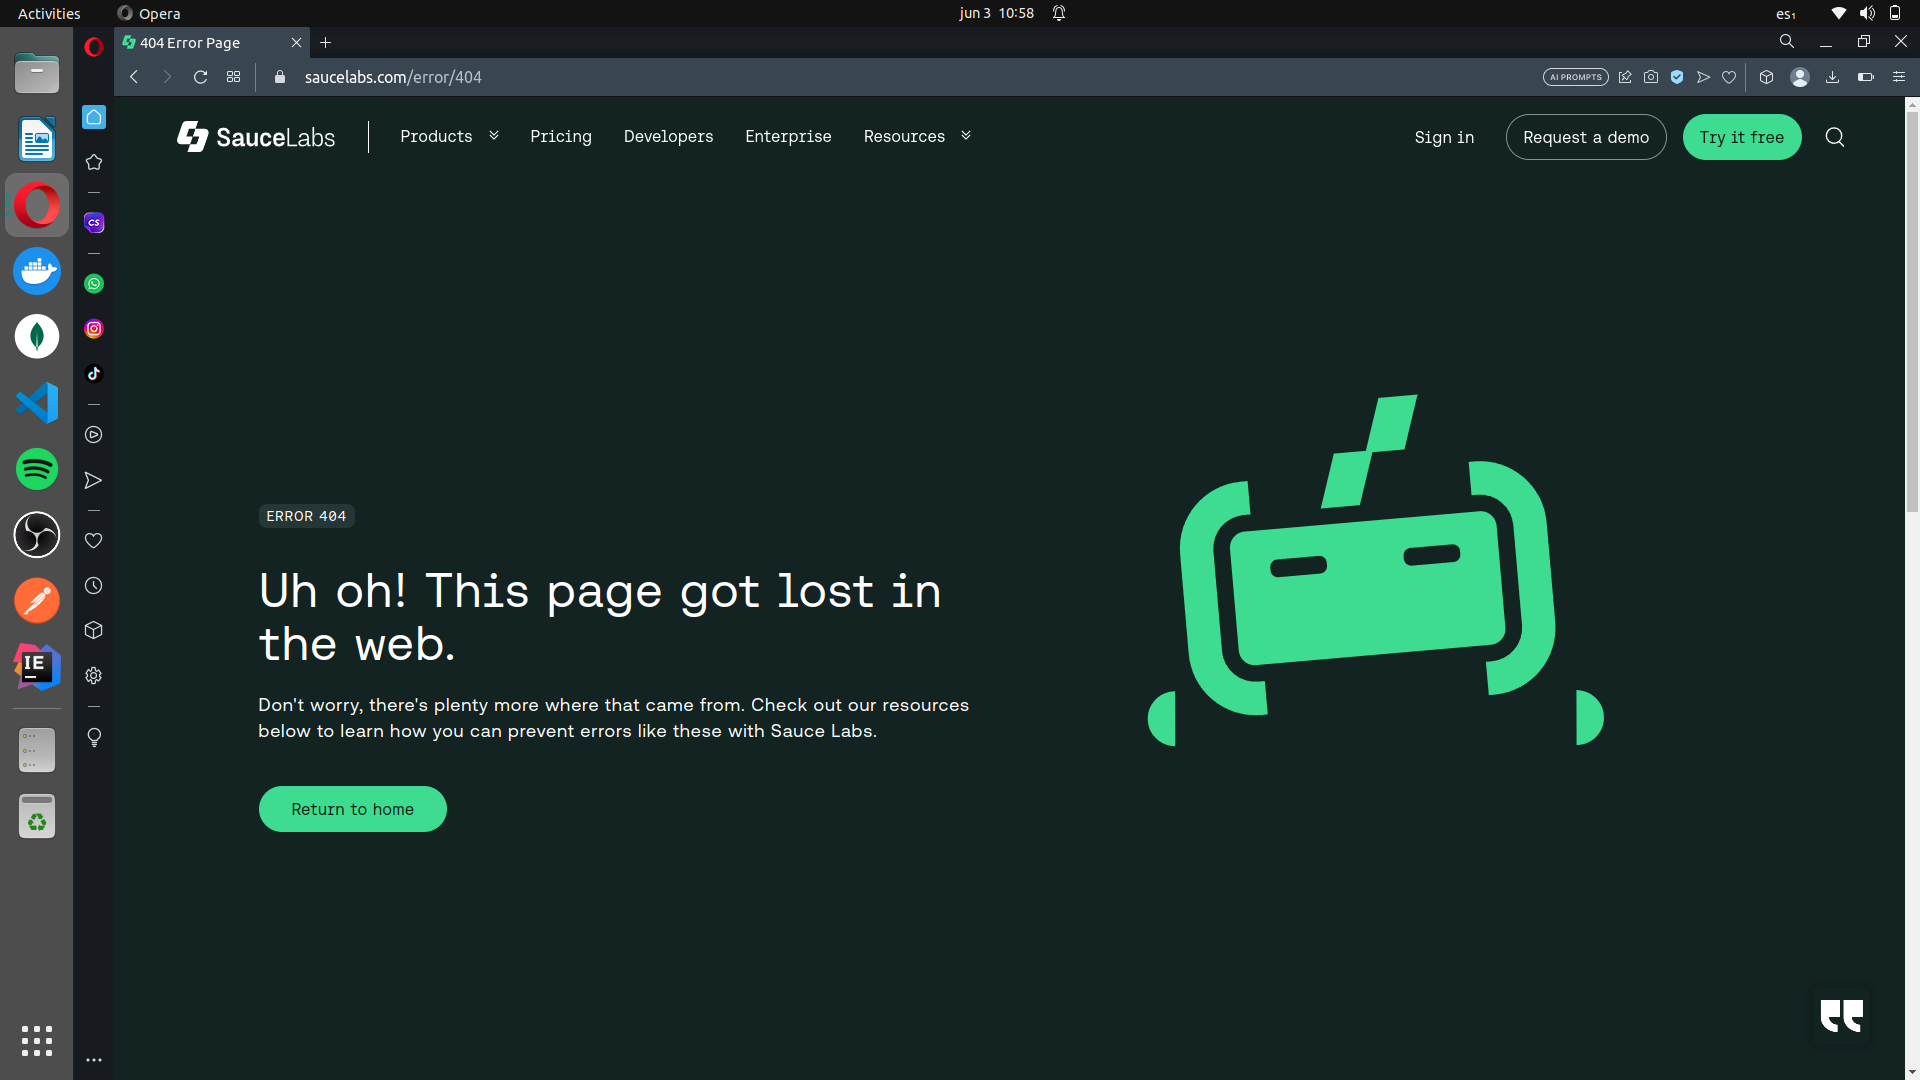 Activities
Opera
jun 3 10:58
es₁
404 Error Page
saucelabs.com/error/404
AI PROMPTS
SauceLabs
Products
Pricing
Developers
Enterprise
Resources
Sign in
Request a demo
Try it free
CS
IE
ERROR 404
Uh oh! This page got lost in
the web.
Don't worry, there's plenty more where that came from. Check out our resources
below to learn how you can prevent errors like these with Sauce Labs.
Return to home